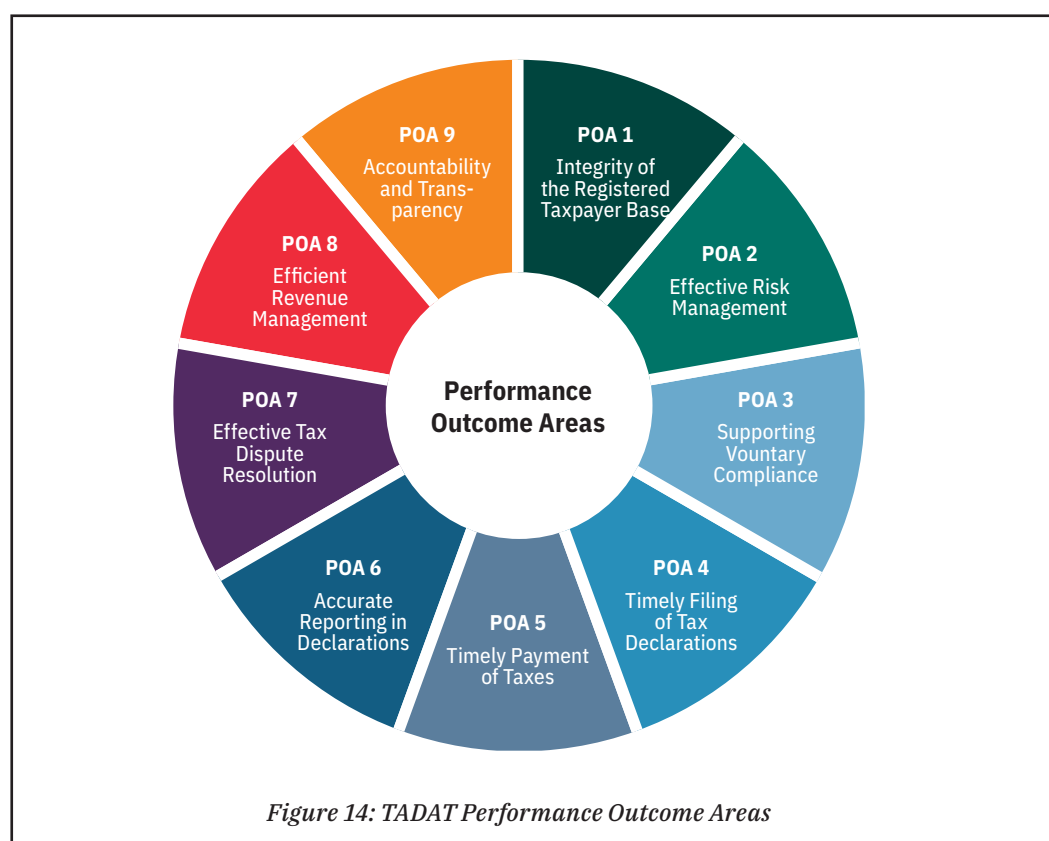 POA 1
Integrity of
the Registered
Taxpayer Base
POA 2
Effective Risk
Management
POA 3
Supporting
Vountary
Compliance
POA 4
Timely Filing
of Tax
Declarations
POA 5
Timely Payment
of Taxes
POA 6
Accurate
Reporting in
Declarations
POA 7
Effective Tax
Dispute
Resolution
POA 8
Efficient
Revenue
Management
POA 9
Accountability
and Trans-
parency
Performance
Outcome Areas
Figure 14: TADAT Performance Outcome Areas